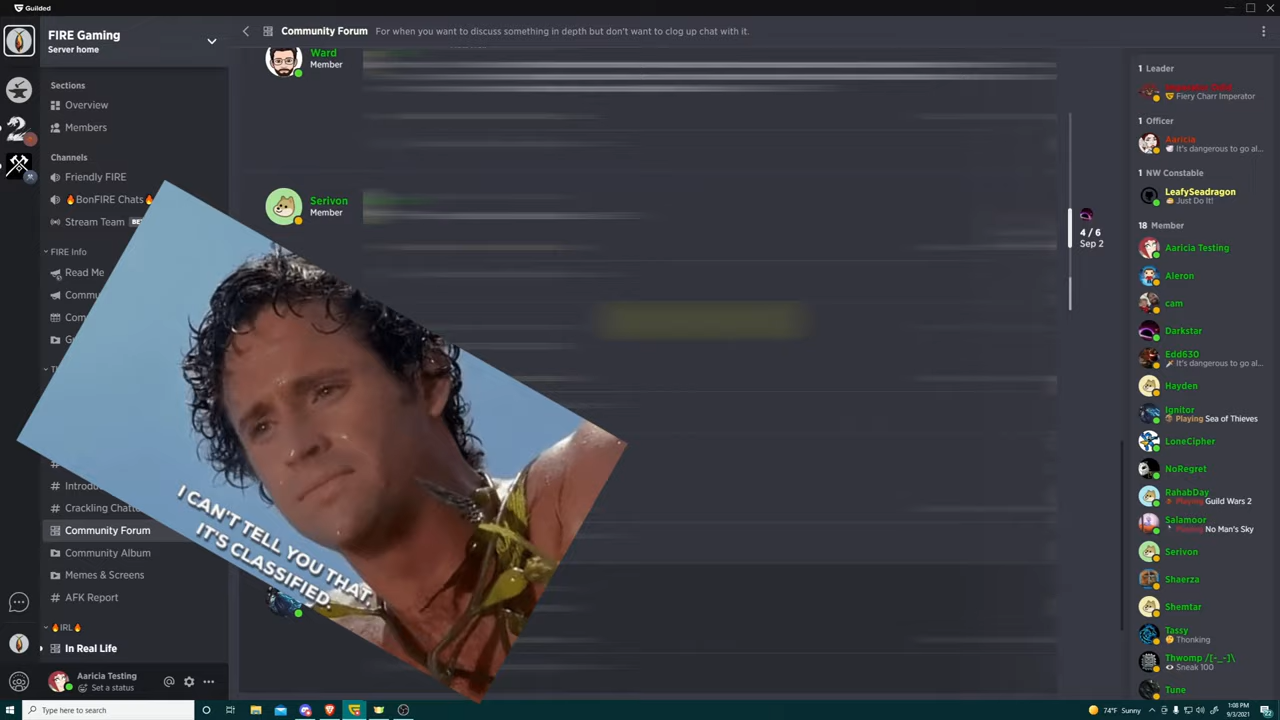 Guilded
FIRE Gaming
Server home
Community Forum
For when you want to discuss something in depth but don't want to clog up chat with it.
Sections
Overview
Members
Channels
Friendly FIRE
🔥BonFIRE Chats🔥
Stream Team
FIRE Info
Read Me
Crackling
Community Forum
Community Album
Memes & Screens
AFK Report
🔥IRL🔥
In Real Life
Aaricia Testing
Set a status
Ward
Member
Serivon
Member
I CAN'T TELL YOU THAT.
IT'S CLASSIFIED.
4 / 6
Sep 2
1 Leader
Fiery Charr Imperator
1 Officer
Aaricia
It's dangerous to go al...
1 NW Constable
LeafySeadragon
Just Do It!
18 Member
Aaricia Testing
Aleron
cam
Darkstar
Edd630
It's dangerous to go al...
Hayden
Ignitor
Playing Sea of Thieves
LoneCipher
NoRegret
RahabDay
Playing Guild Wars 2
Salamoor
Playing No Man's Sky
Serivon
Shaerza
Shemtar
Tassy
Thonking
Thwomp /[-_-]\
Sneak 100
Tune
Type here to search
74°F Sunny
1:08 PM
9/3/2021